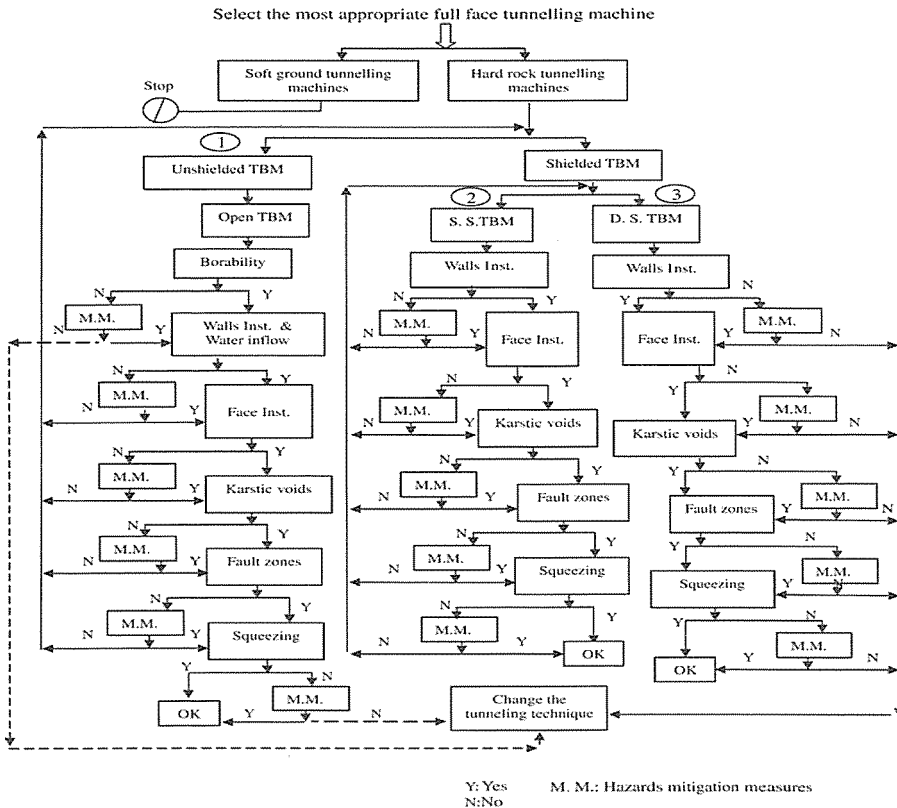 Select the most appropriate full face tunnelling machine
Soft ground tunnelling
machines
Hard rock tunnelling
machines
Stop
1
Unshielded TBM
Open TBM
Borability
N
Y
M.M.
N
Y
Walls Inst. &
Water inflow
N
Y
M.M.
N
Y
Face Inst.
N
Y
M.M.
N
Y
Karstic voids
N
Y
M.M.
N
Y
Fault zones
N
Y
M.M.
N
Y
Squeezing
Y
N
M.M.
OK
Y
N
Shielded TBM
2
S. S.TBM
Walls Inst.
N
Y
M.M.
N
Y
Face Inst.
N
Y
M.M.
N
Y
Karstic voids
N
Y
M.M.
N
Y
Fault zones
N
Y
M.M.
N
Y
Squeezing
N
Y
M.M.
N
Y
OK
3
D. S. TBM
Walls Inst.
Y
N
M.M.
Face Inst.
Y
N
Y
N
M.M.
Karstic voids
Y
N
Y
N
M.M.
Fault zones
Y
N
Y
N
M.M.
Squeezing
Y
N
Y
N
M.M.
OK
Y
N
Change the
tunneling technique
Y: Yes
N:No
M. M.: Hazards mitigation measures